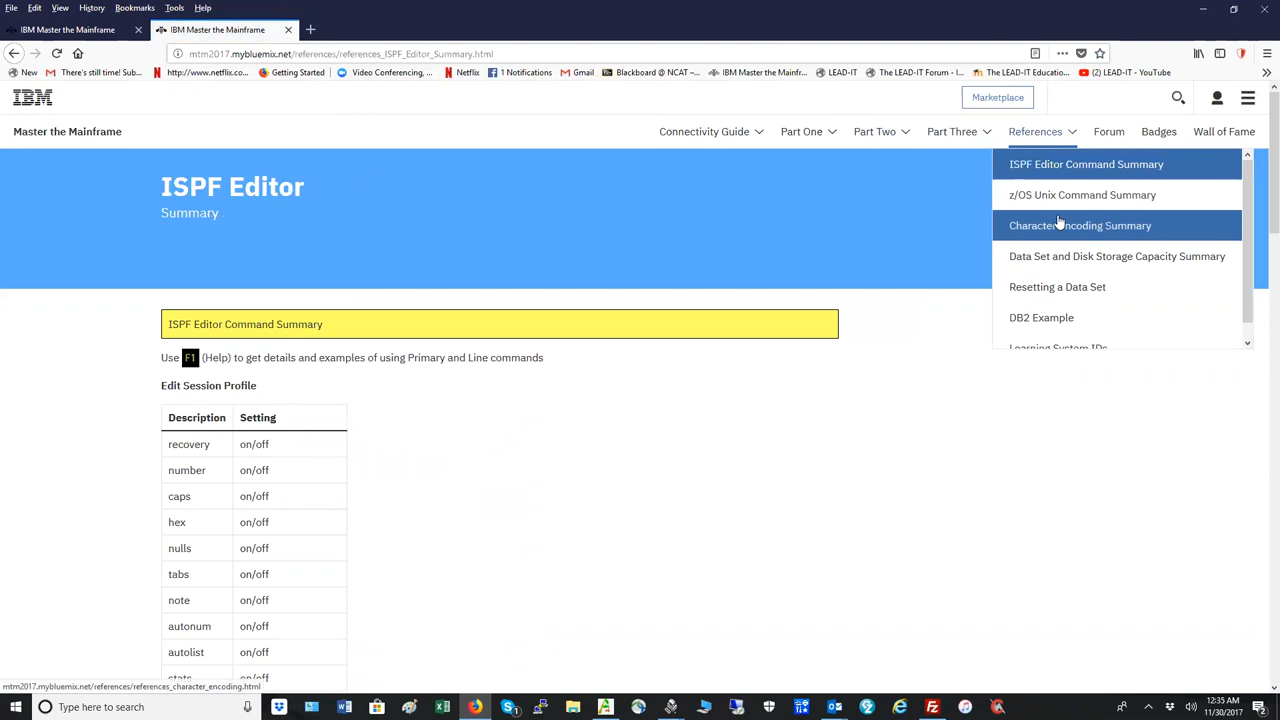 File Edit View History Bookmarks Tools Help
IBM Master the Mainframe
IBM Master the Mainframe
mtm2017.mybluemix.net/references/references_ISPF_Editor_Summary.html
New There's still time! Sub... http://www.netflix.co... Getting Started Video Conferencing, ... Netflix 1 Notifications Gmail Blackboard @ NCAT – ... IBM Master the Mainfr... LEAD-IT The LEAD-IT Forum - I... The LEAD-IT Educatio... (2) LEAD-IT - YouTube
IBM
Marketplace
Master the Mainframe
Connectivity Guide Part One Part Two Part Three References Forum Badges Wall of Fame
ISPF Editor
Summary
ISPF Editor Command Summary
z/OS Unix Command Summary
Character Encoding Summary
Data Set and Disk Storage Capacity Summary
Resetting a Data Set
DB2 Example
Learning System IDs
ISPF Editor Command Summary
Use F1 (Help) to get details and examples of using Primary and Line commands
Edit Session Profile
Description Setting
recovery on/off
number on/off
caps on/off
hex on/off
nulls on/off
tabs on/off
note on/off
autonum on/off
autolist on/off
stats on/off
mtm2017.mybluemix.net/references/references_character_encoding.html
Type here to search
12:35 AM
11/30/2017